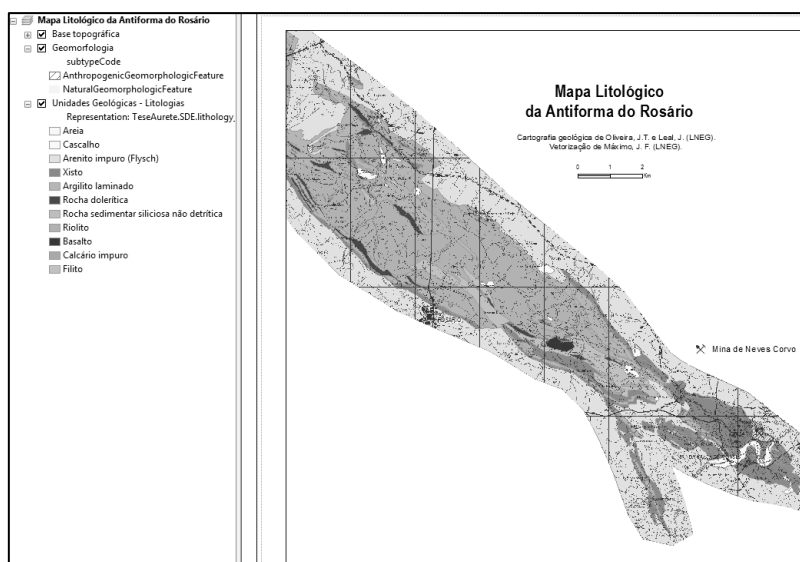 Mapa Litológico da Antiforma do Rosário
Base topográfica
Geomorfologia
subtypeCode
AnthropogenicGeomorphologicFeature
NaturalGeomorphologicFeature
Unidades Geológicas - Litologias
Representation: TeseAurete.SDE.lithology_
Areia
Cascalho
Arenito impuro (Flysch)
Xisto
Argilito laminado
Rocha dolerítica
Rocha sedimentar siliciosa não detrítica
Riolito
Basalto
Calcário impuro
Filito
Mapa Litológico
da Antiforma do Rosário
Cartografia geológica de Oliveira, J.T. e Leal, J. (LNEG).
Vetorização de Máximo, J. F. (LNEG).
0 1 2
Km
Mina de Neves Corvo